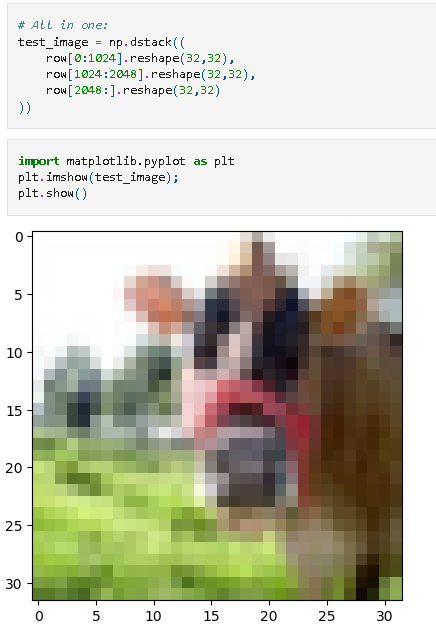 # All in one:
test_image = np.dstack((
    row[0:1024].reshape(32,32),
    row[1024:2048].reshape(32,32),
    row[2048:].reshape(32,32)
))
import matplotlib.pyplot as plt
plt.imshow(test_image);
plt.show()
0
5
10
15
20
25
30
0 5 10 15 20 25 30